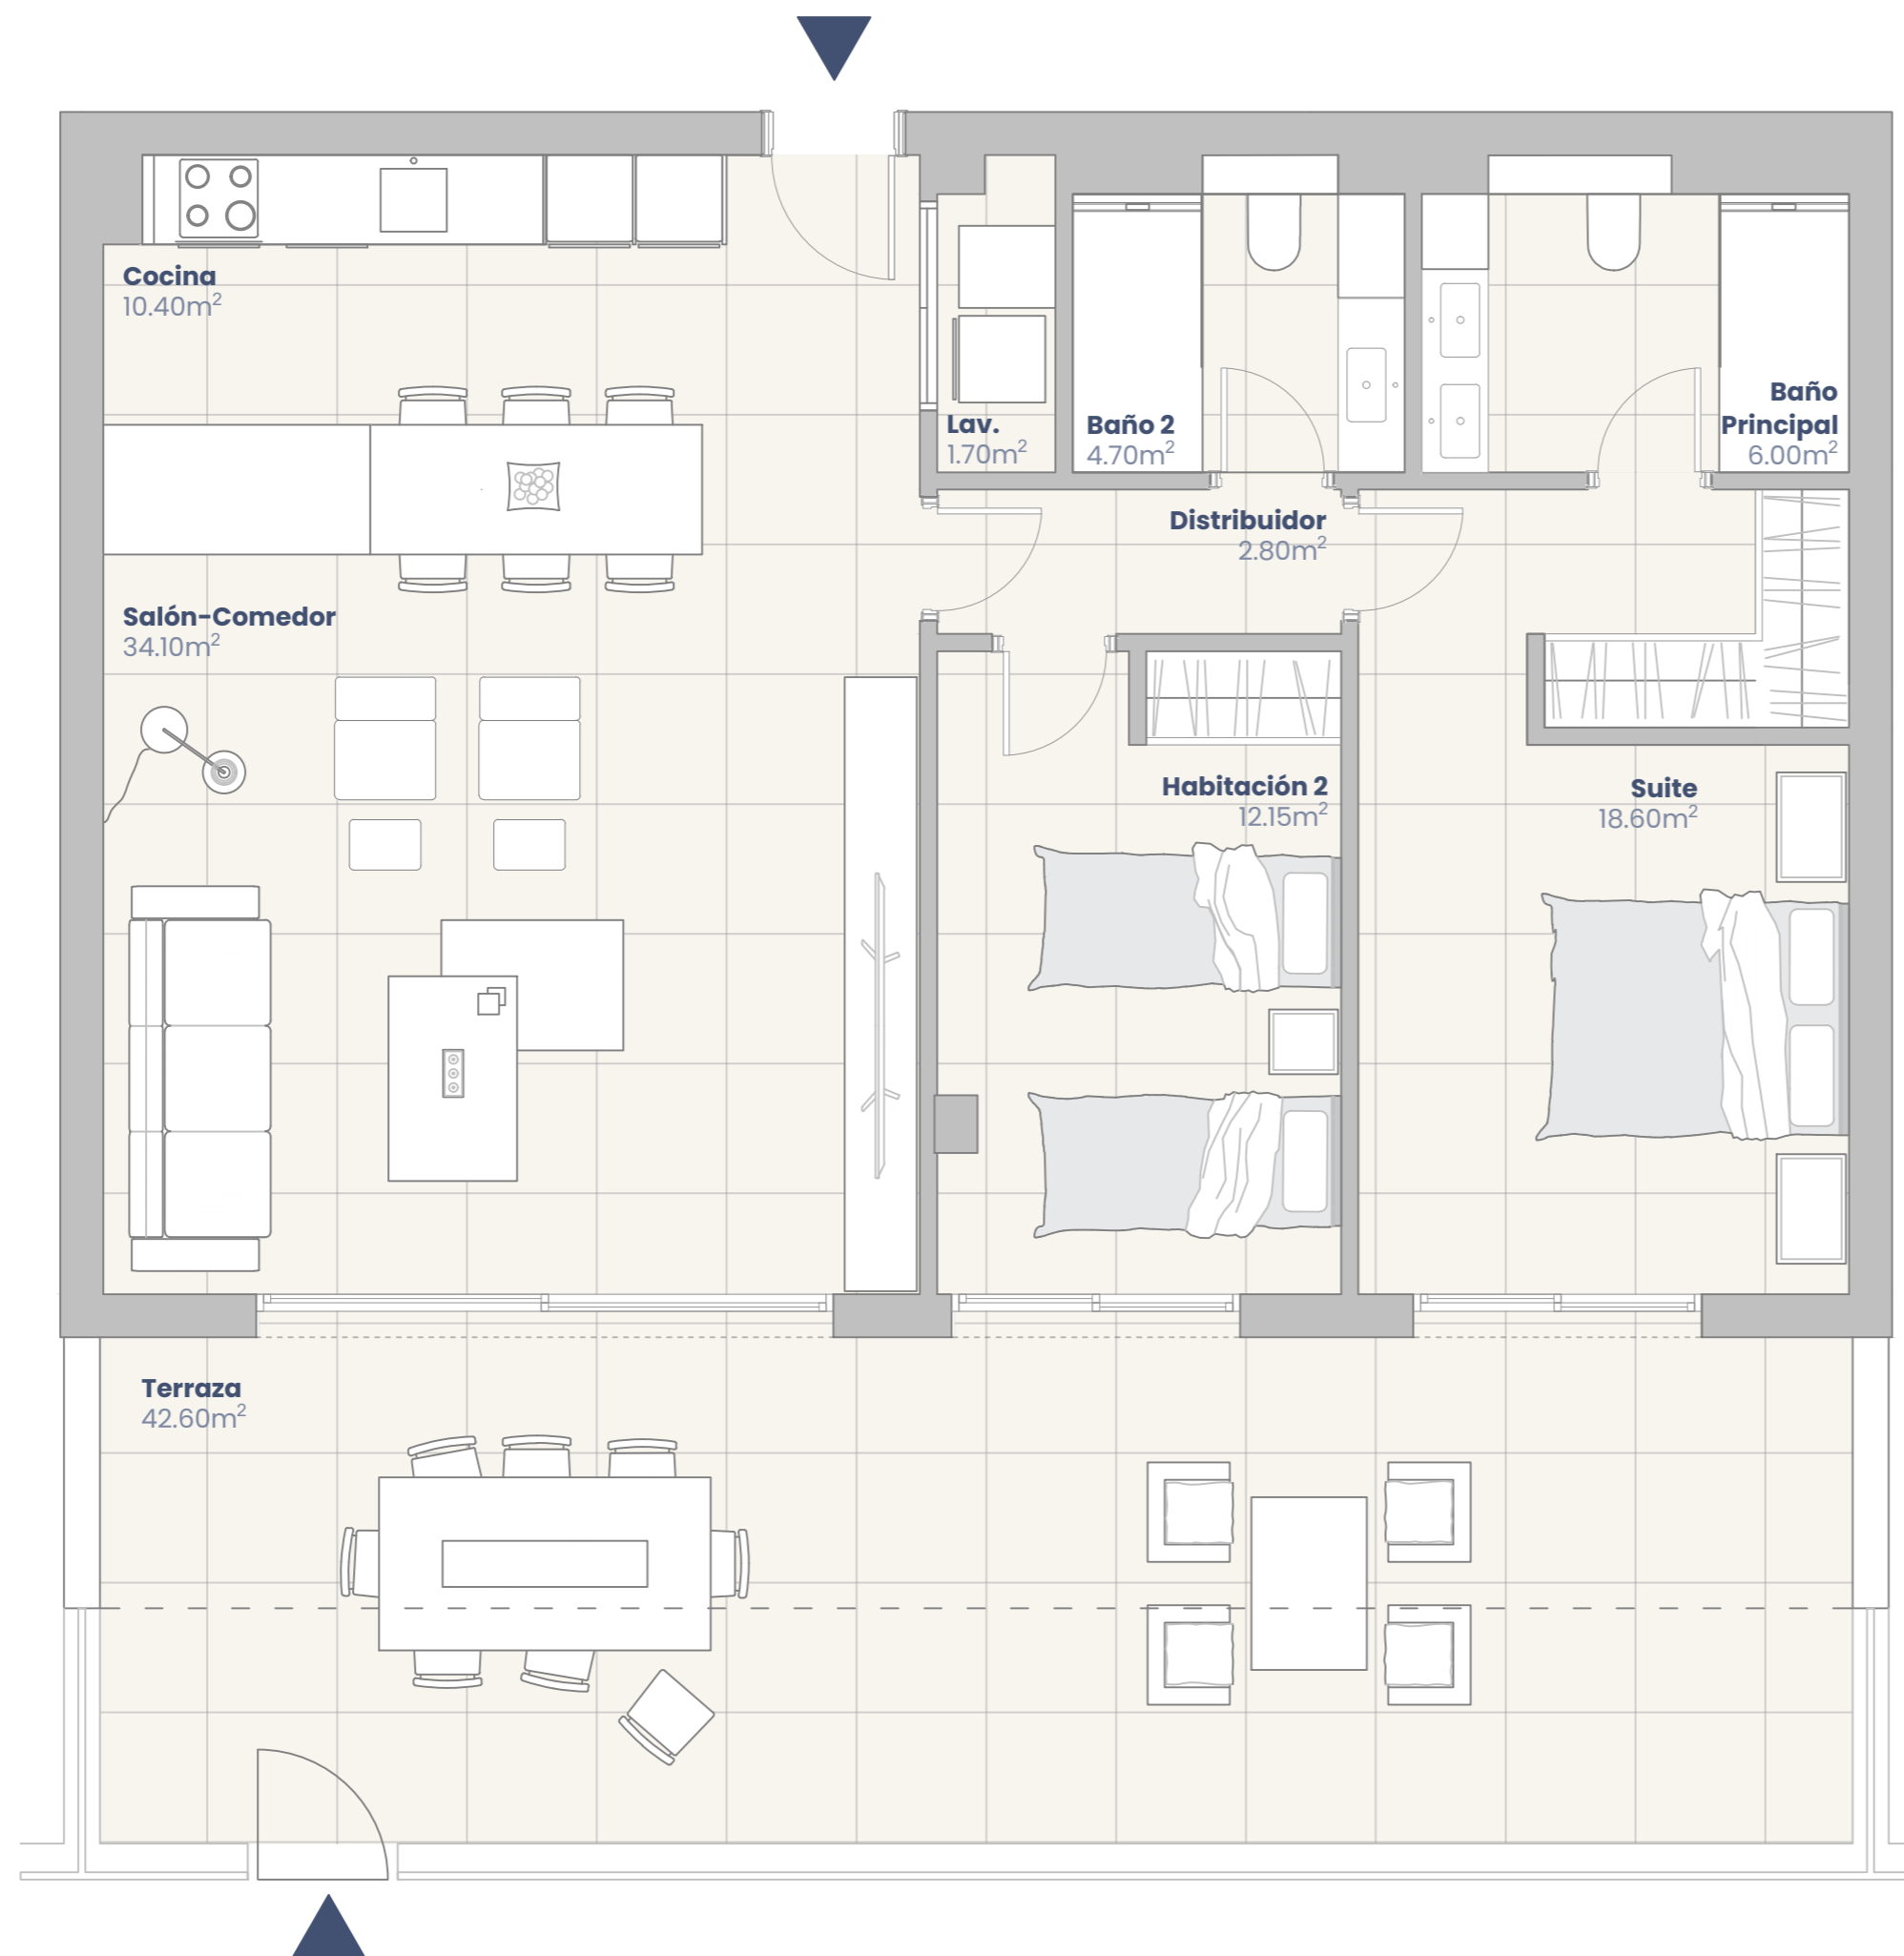 Cocina
10.40m²
Lav.
1.70m²
Baño 2
4.70m²
Baño
Principal
6.00m²
Distribuidor
2.80m²
Salón-Comedor
34.10m²
Habitación 2
12.15m²
Suite
18.60m²
Terraza
42.60m²